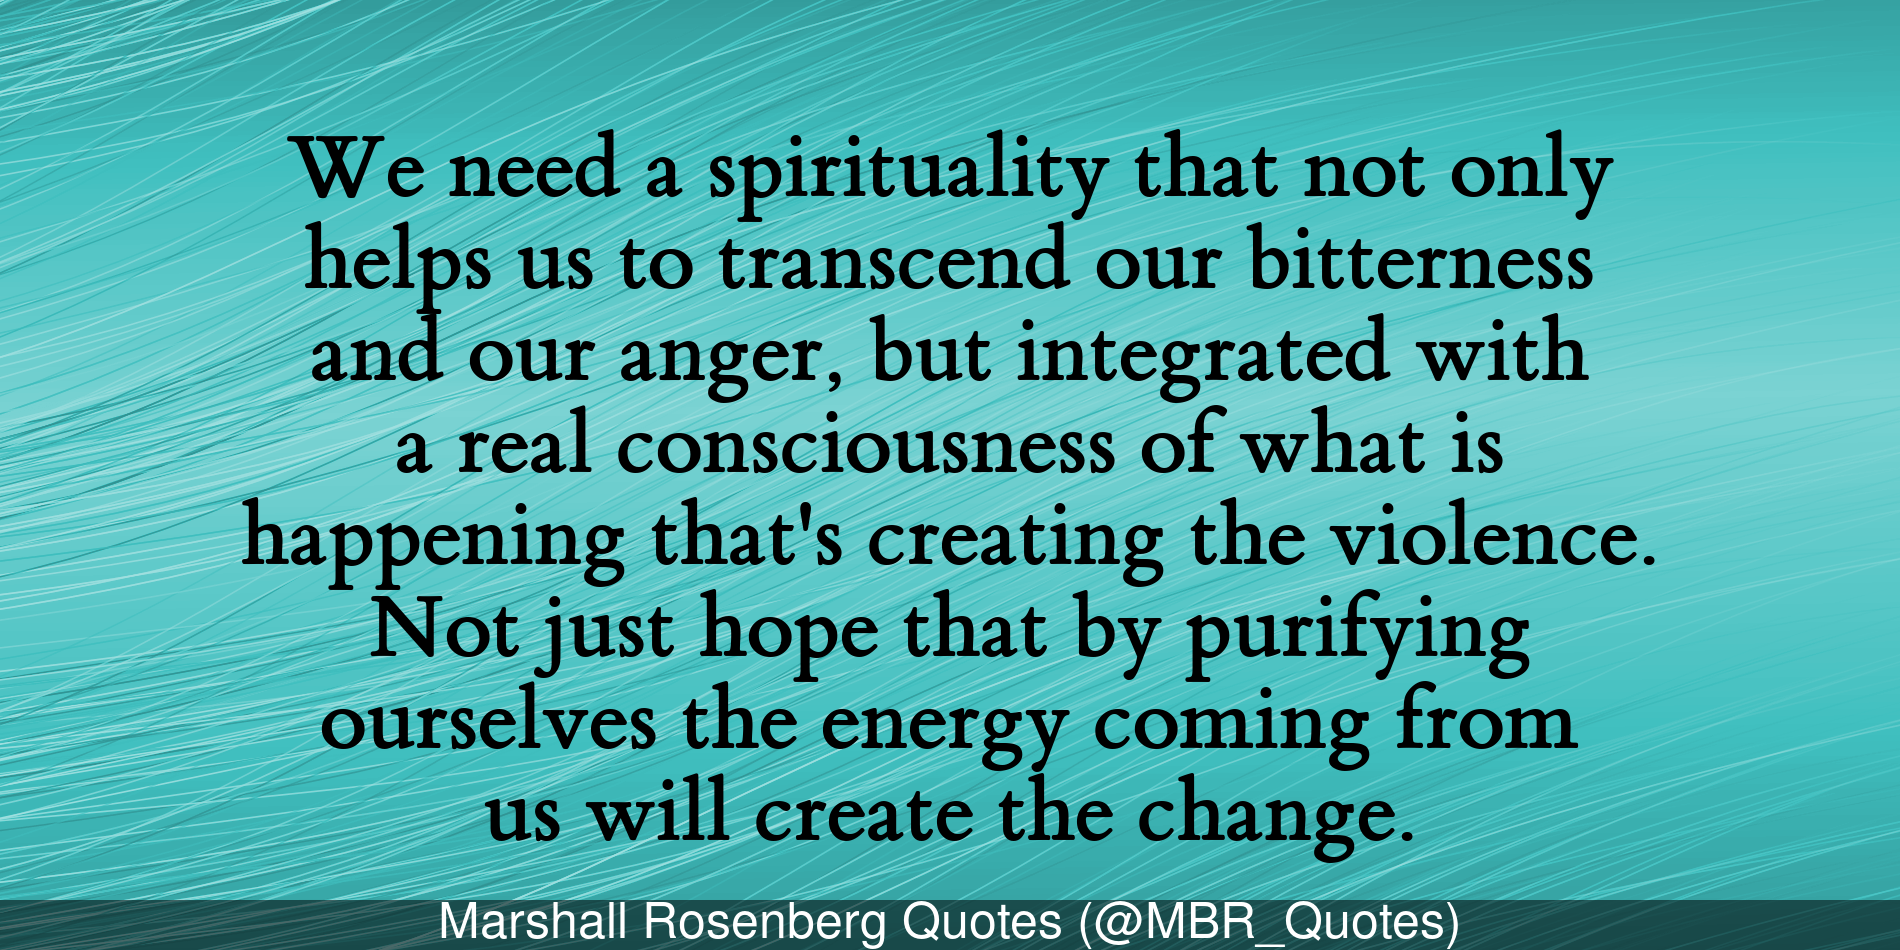 We need a spirituality that not only
helps us to transcend our bitterness
and our anger, but integrated with
a real consciousness of what is
happening that's creating the violence.
Not just hope that by purifying
ourselves the energy coming from
us will create the change.
Marshall Rosenberg Quotes (@MBR_Quotes)